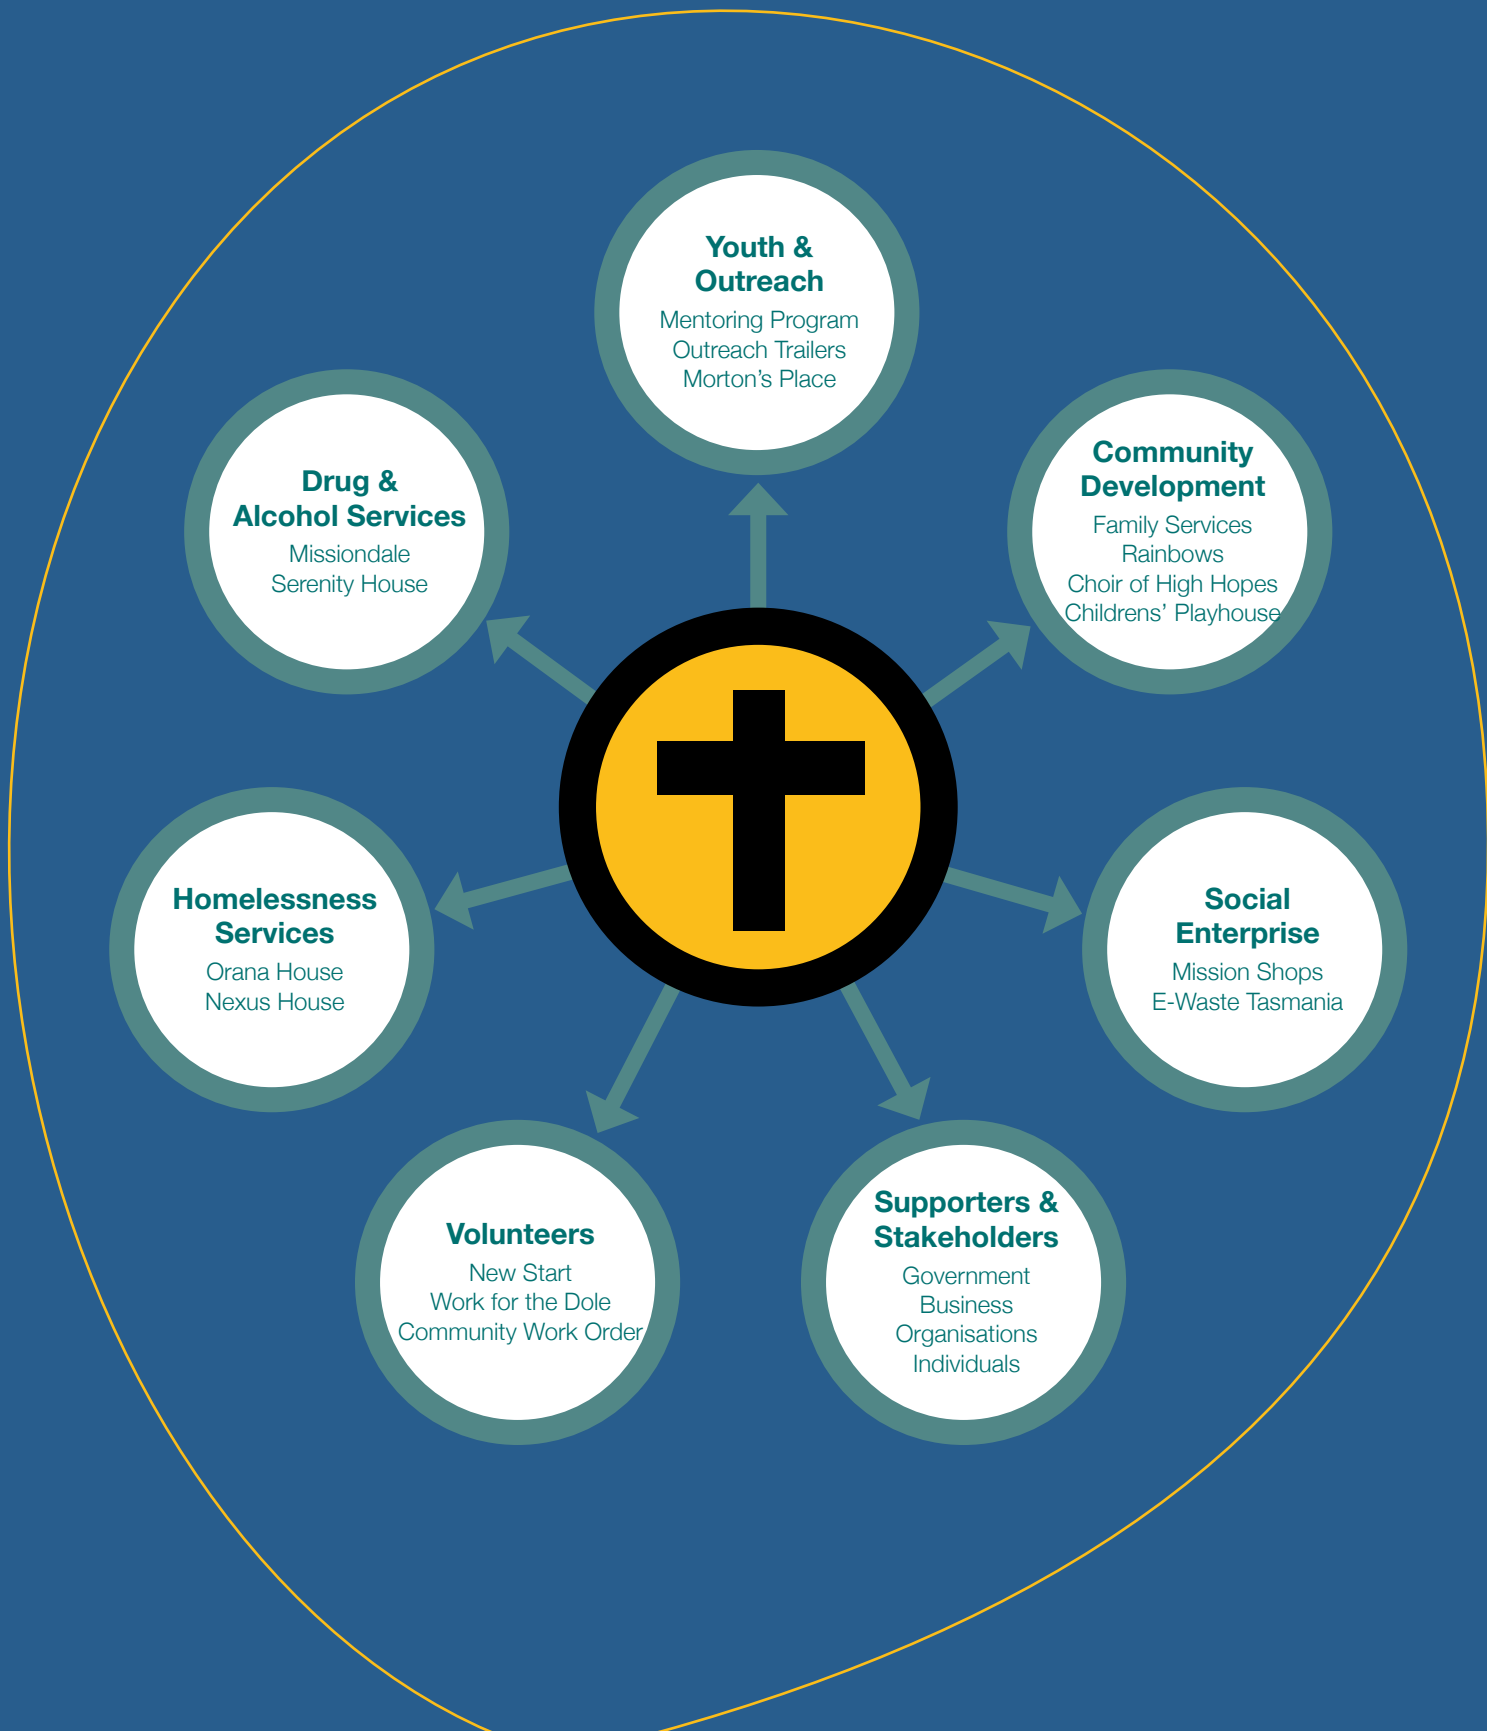 Youth &
Outreach
Mentoring Program
Outreach Trailers
Morton's Place
Community
Development
Family Services
Rainbows
Choir of High Hopes
Childrens' Playhouse
Social
Enterprise
Mission Shops
E-Waste Tasmania
Supporters &
Stakeholders
Government
Business
Organisations
Individuals
Volunteers
New Start
Work for the Dole
Community Work Order
Homelessness
Services
Orana House
Nexus House
Drug &
Alcohol Services
Missiondale
Serenity House